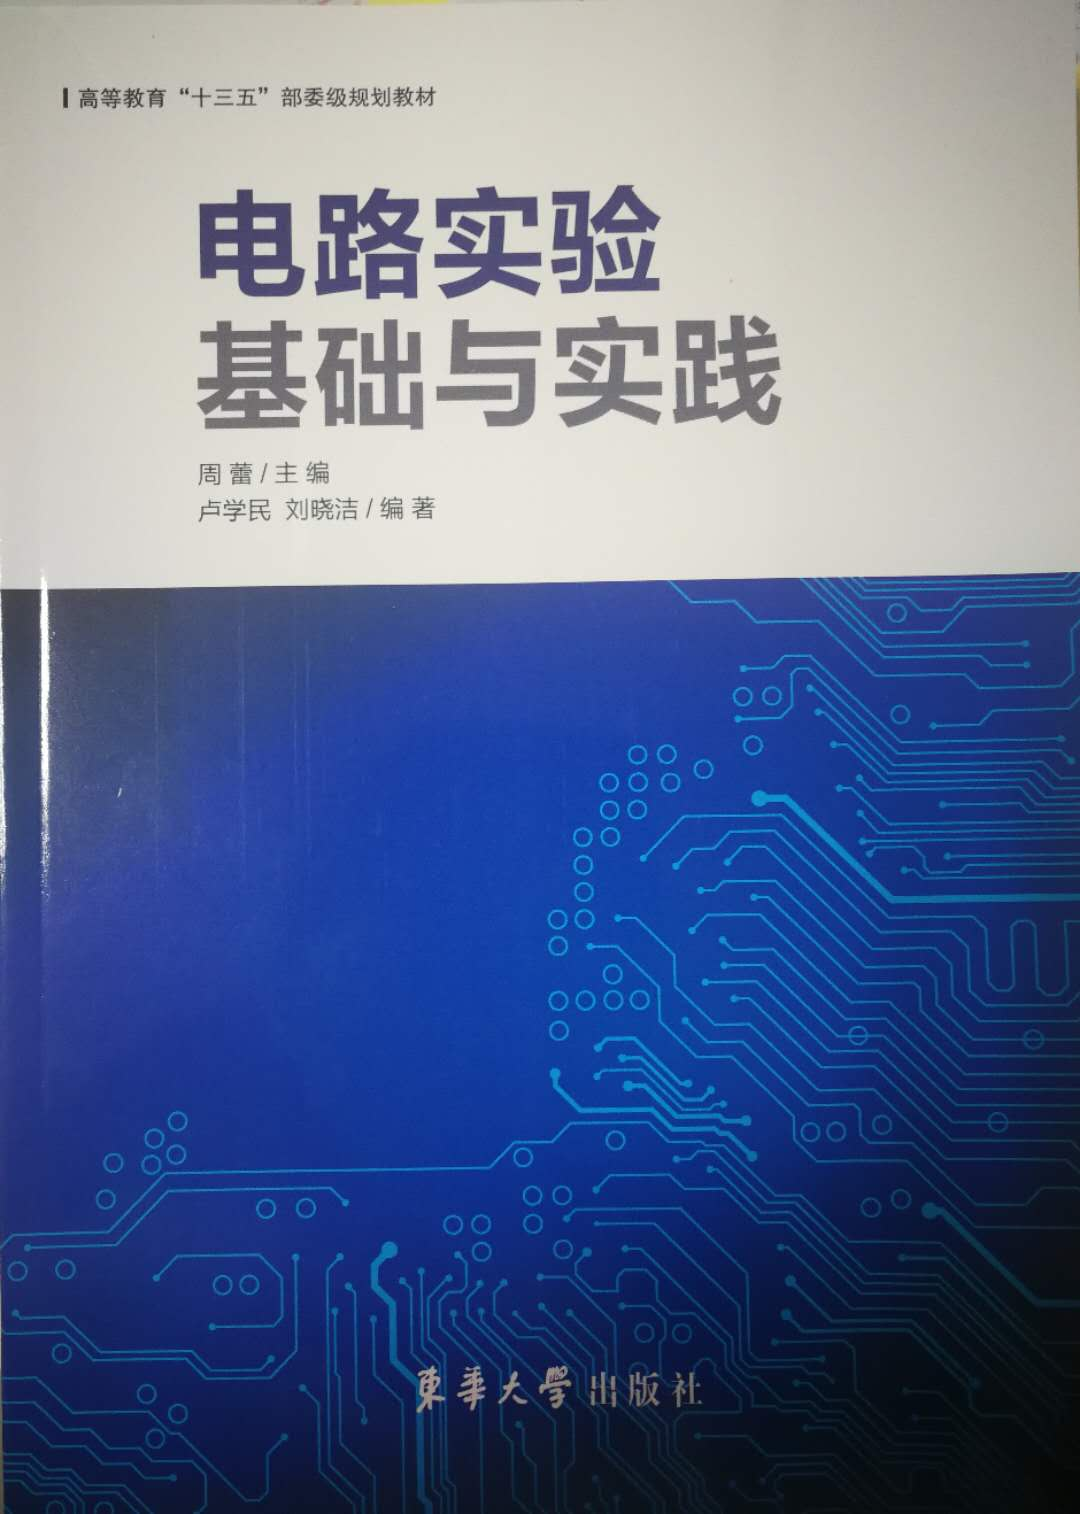 高等教育“十三五”部委级规划教材
电路实验
基础与实践
周蕾/主编
卢学民 刘晓洁/编著
東華大學出版社